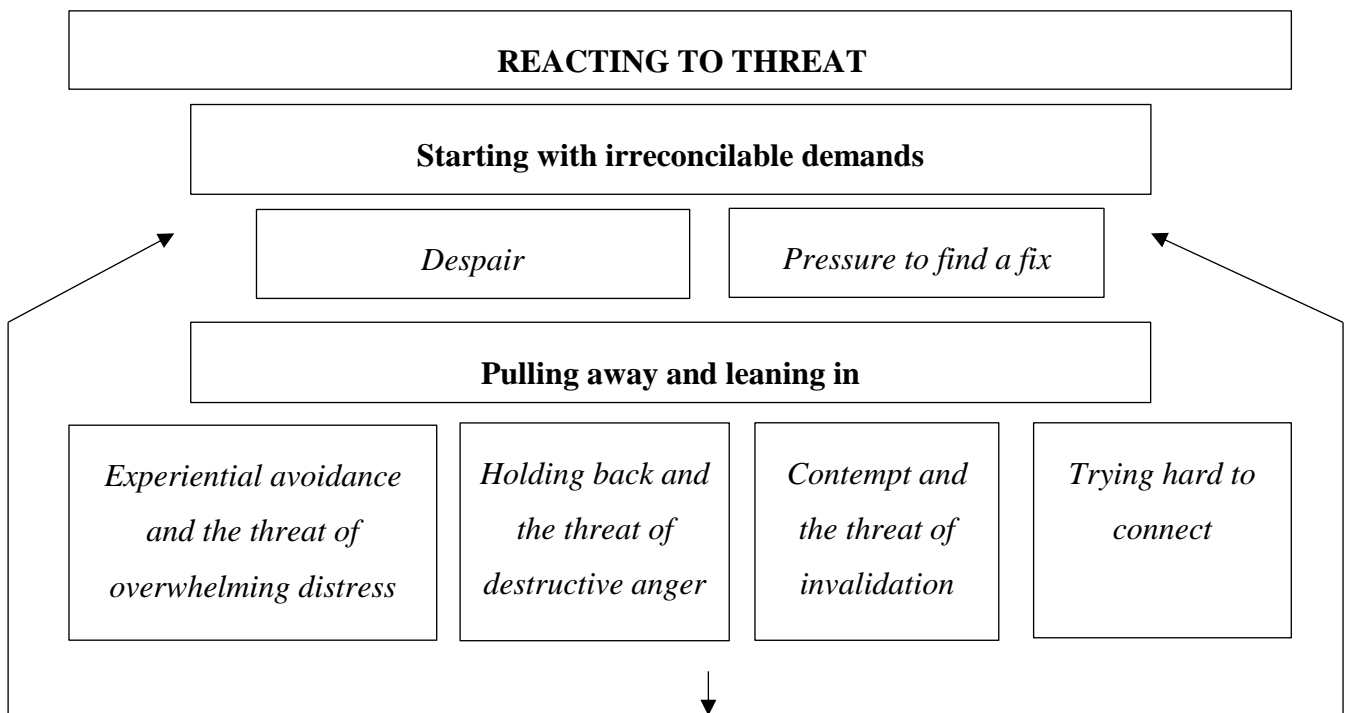 REACTING TO THREAT
Starting with irreconcilable demands
Despair
Pressure to find a fix
Pulling away and leaning in
Experiential avoidance
and the threat of
overwhelming distress
Holding back and
the threat of
destructive anger
Contempt and
the threat of
invalidation
Trying hard to
connect